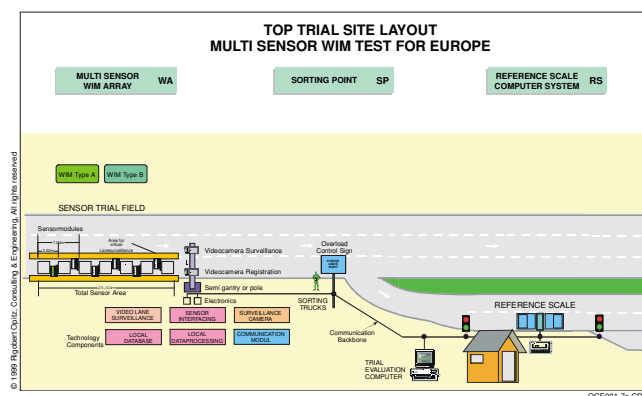 TOP TRIAL SITE LAYOUT
MULTI SENSOR WIM TEST FOR EUROPE
MULTI SENSOR
WIM ARRAY
WA
SORTING POINT
SP
REFERENCE SCALE
COMPUTER SYSTEM
RS
WIM Type A
WIM Type B
SENSOR TRIAL FIELD
Sensormodules
Area for
virtual
Total Sensor Area
Videocamera Surveillance
Videocamera Registration
Semi gantry or pole
Electronics
Overload
Control Sign
SORTING
TRUCKS
REFERENCE SCALE
Technology
Components
VIDEO LANE
SURVEILLANCE
SENSOR
INTERFACING
SURVEILLANCE
CAMERA
LOCAL
DATABASE
LOCAL
DATAPROCESSING
COMMUNICATION
MODUL
Communication
Backbone
TRIAL
EVALUATION
COMPUTER
© 1999 Rigobert Opitz, Consulting & Engineering, All rights reserved